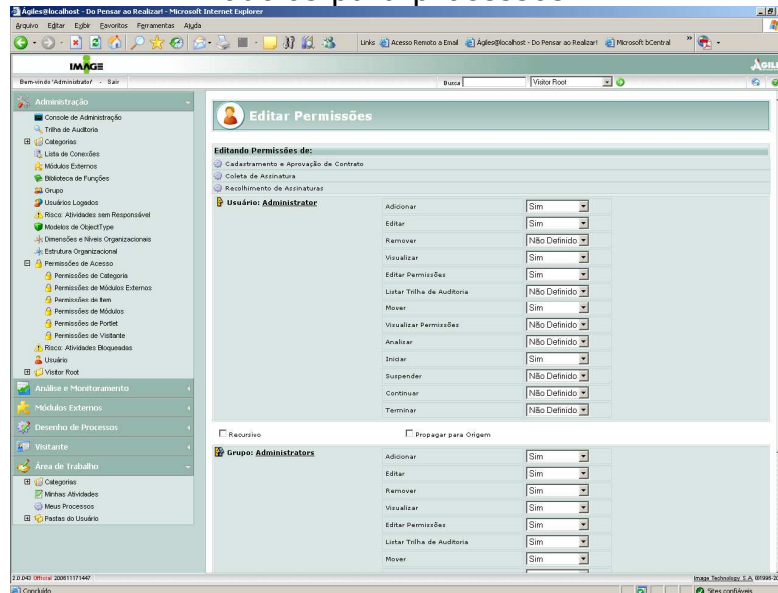 Ágiles@localhost - Do Pensar ao Realizar! - Microsoft Internet Explorer
Arquivo Editar Exibir Favoritos Ferramentas Ajuda
Links Acesso Remoto a Email Ágiles@localhost - Do Pensar ao Realizar! Microsoft bCentral
IMAGE
Bem-vindo 'Administrator' - Sair
Busca
Visitor Root
Administração
Console de Administração
Trilha de Auditoria
Categorias
Lista de Conexões
Módulos Externos
Biblioteca de Funções
Grupo
Usuários Logados
Risco: Atividades sem Responsável
Modelos de ObjectType
Dimensões e Níveis Organizacionais
Estrutura Organizacional
Permissões de Acesso
Permissões de Categoria
Permissões de Módulos Externos
Permissões de Item
Permissões de Módulos
Permissões de Portlet
Permissões de Visitante
Risco: Atividades Bloqueadas
Usuário
Visitor Root
Análise e Monitoramento
Módulos Externos
Desenho de Processos
Visitante
Área de Trabalho
Categorias
Minhas Atividades
Meus Processos
Pastas do Usuário
Editar Permissões
Editando Permissões de:
Cadastramento e Aprovação de Contrato
Coleta de Assinatura
Recolhimento de Assinaturas
Usuário: Administrator
Adicionar Sim
Editar Sim
Remover Não Definido
Visualizar Sim
Editar Permissões Sim
Listar Trilha de Auditoria Não Definido
Mover Sim
Visualizar Permissões Não Definido
Analisar Não Definido
Iniciar Sim
Suspender Não Definido
Continuar Não Definido
Terminar Não Definido
Recursivo Propagar para Origem
Grupo: Administrators
Adicionar Sim
Editar Sim
Remover Sim
Visualizar Sim
Editar Permissões Sim
Listar Trilha de Auditoria Sim
Mover Sim
2.0.043 Official 200611171447
Image Technology S.A.
Concluído
Sites confiáveis